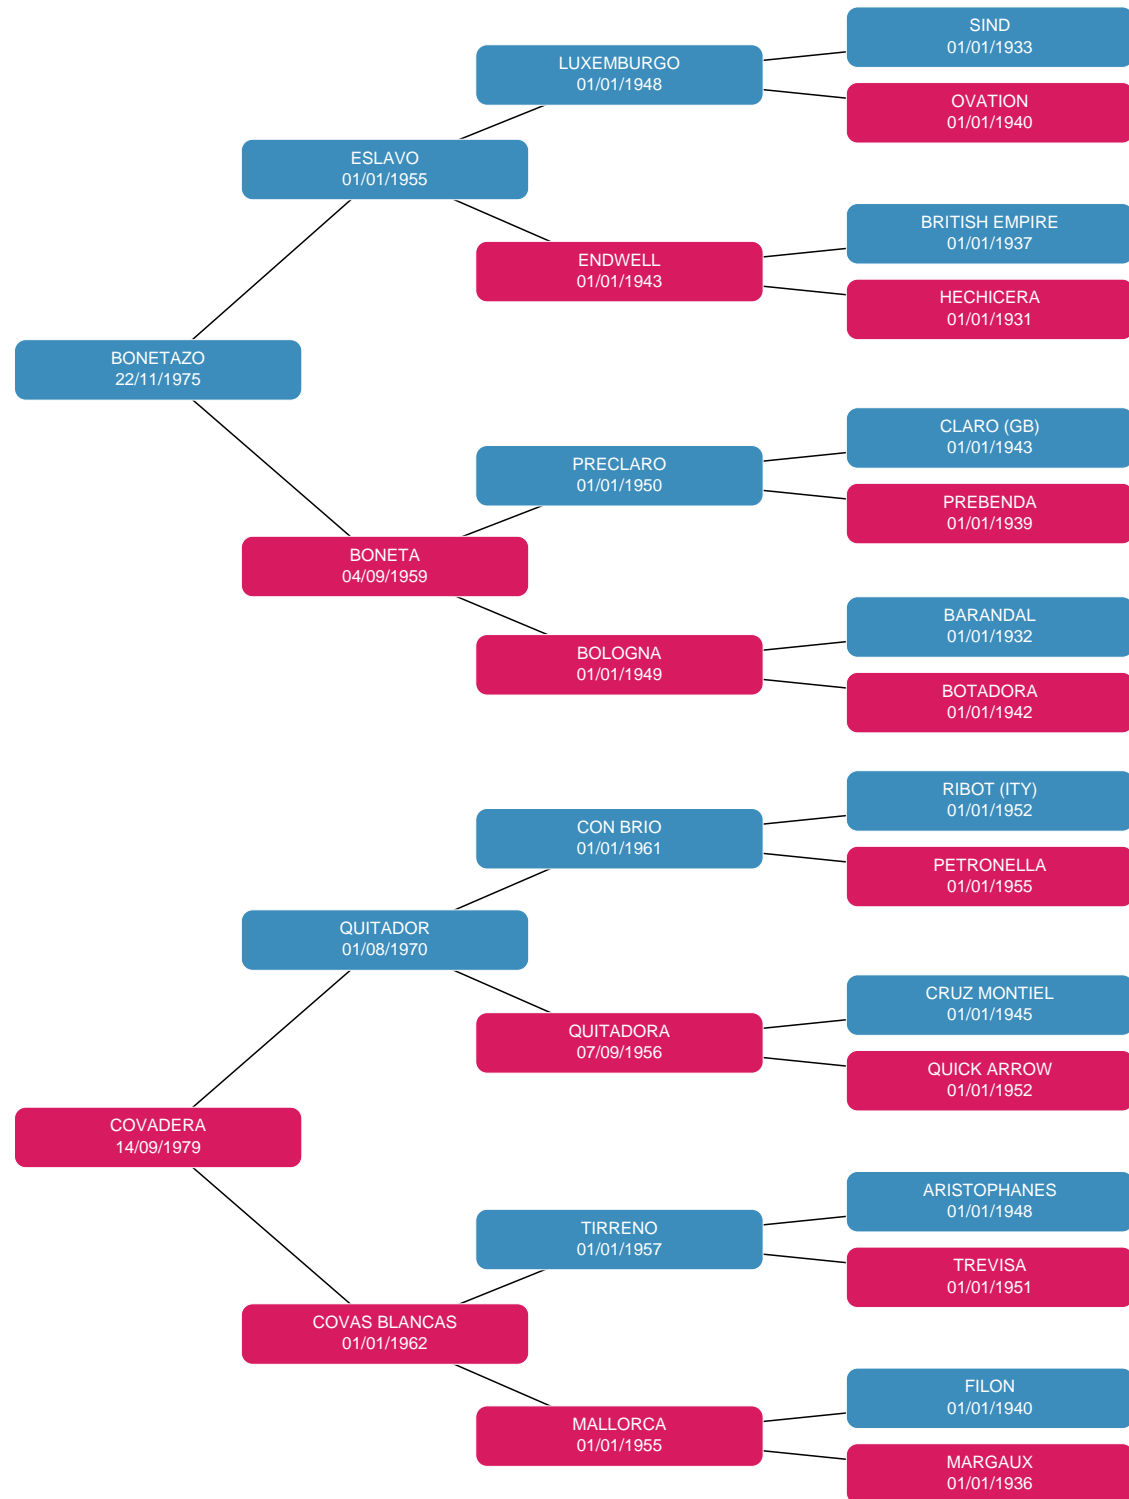 SIND
01/01/1933
LUXEMBURGO
01/01/1948
OVATION
01/01/1940
ESLAVO
01/01/1955
BRITISH EMPIRE
01/01/1937
ENDWELL
01/01/1943
HECHICERA
01/01/1931
BONETAZO
22/11/1975
CLARO (GB)
01/01/1943
PRECLARO
01/01/1950
PREBENDA
01/01/1939
BONETA
04/09/1959
BARANDAL
01/01/1932
BOLOGNA
01/01/1949
BOTADORA
01/01/1942
RIBOT (ITY)
01/01/1952
CON BRIO
01/01/1961
PETRONELLA
01/01/1955
QUITADOR
01/08/1970
CRUZ MONTIEL
01/01/1945
QUITADORA
07/09/1956
QUICK ARROW
01/01/1952
COVADERA
14/09/1979
ARISTOPHANES
01/01/1948
TIRRENO
01/01/1957
TREVISA
01/01/1951
COVAS BLANCAS
01/01/1962
FILON
01/01/1940
MALLORCA
01/01/1955
MARGAUX
01/01/1936